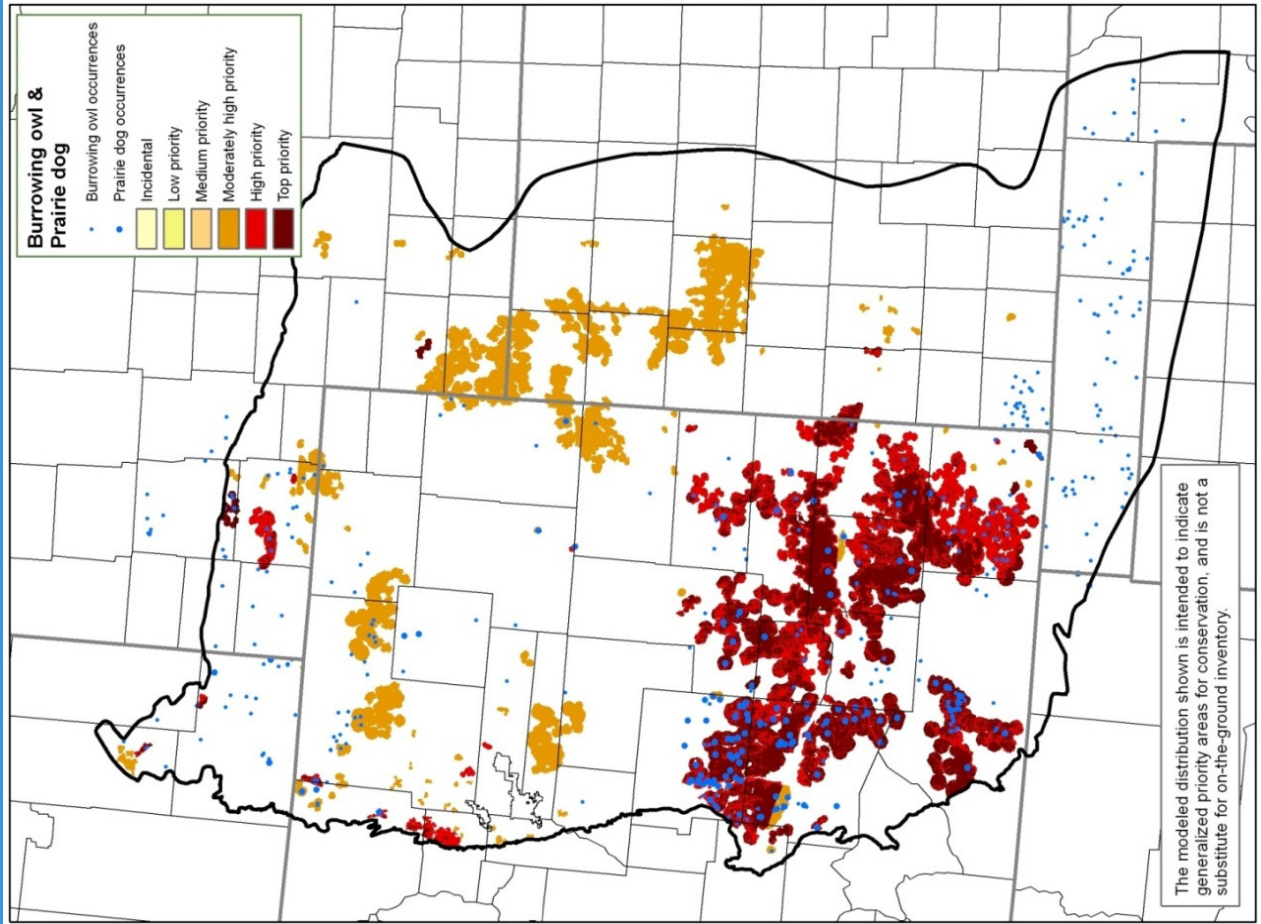 Burrowing owl &
Prairie dog
Burrowing owl occurrences
Prairie dog occurrences
Incidental
Low priority
Medium priority
Moderately high priority
High priority
Top priority
The modeled distribution shown is intended to indicate
generalized priority areas for conservation, and is not a
substitute for on-the-ground inventory.